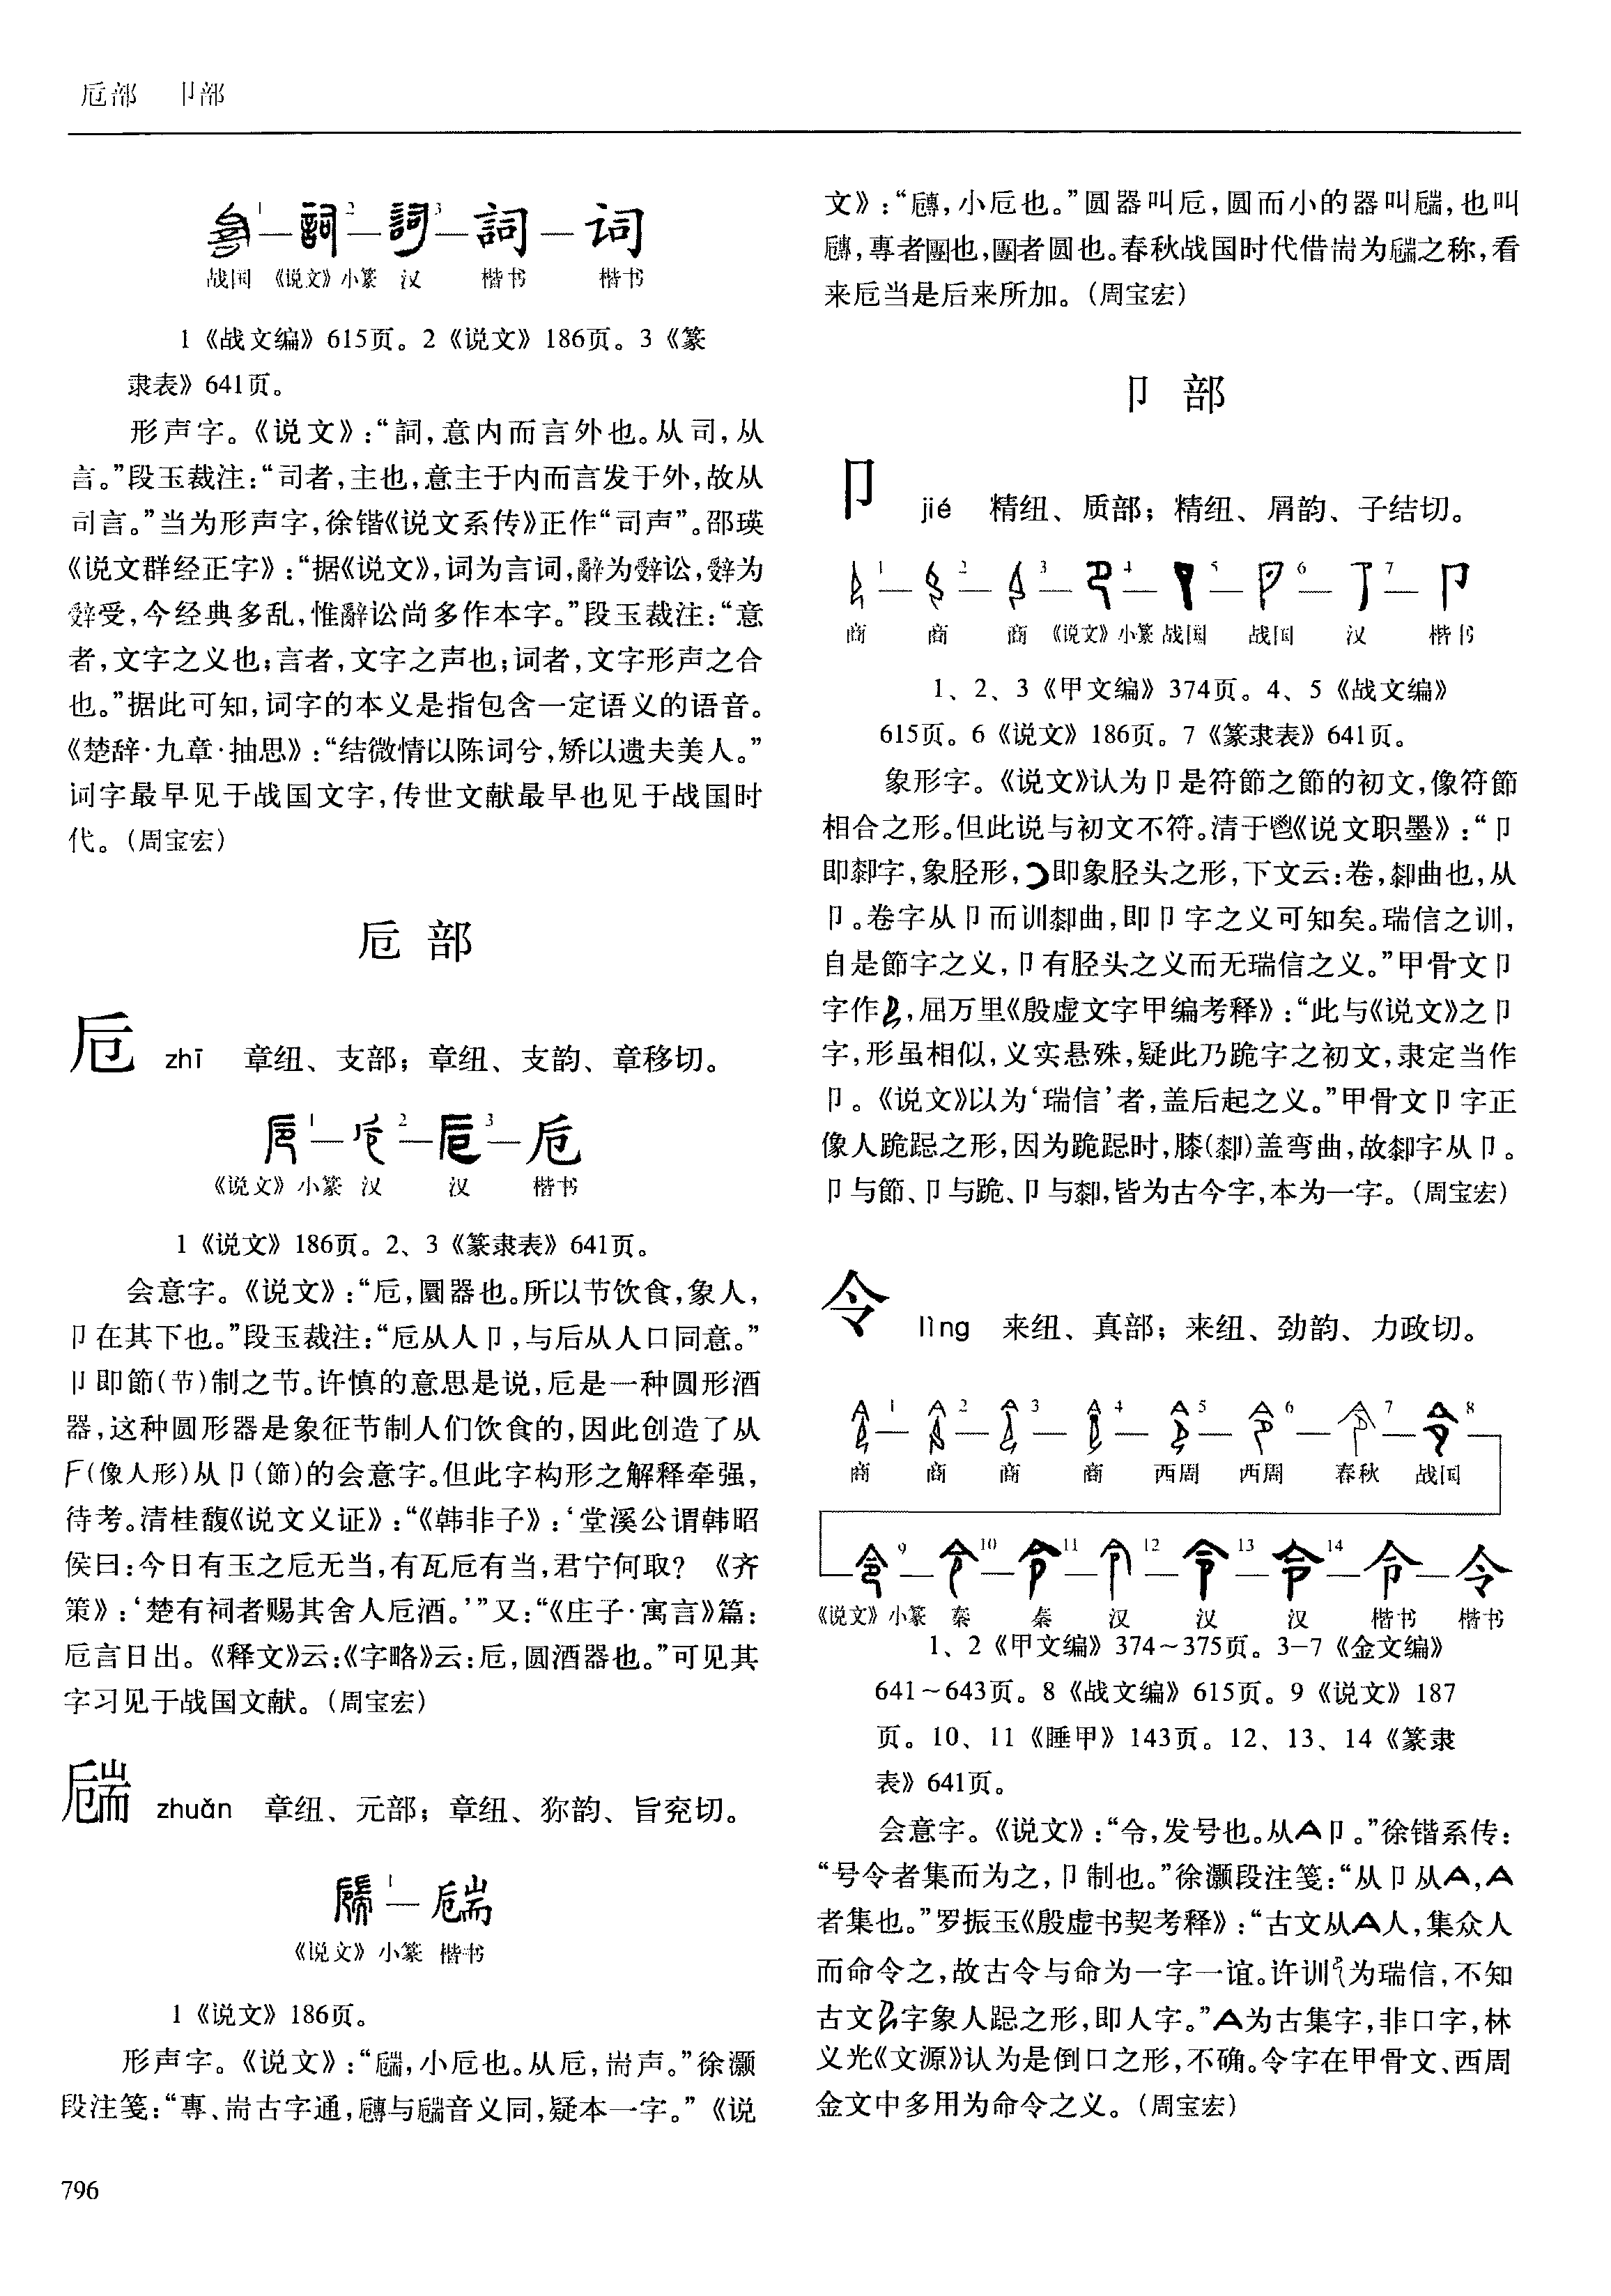 卮部 卩部
1 2 3
詞 词
战国 《说文》小篆 汉 楷书 楷书
1《战文编》615页。2《说文》186页。3《篆
隶表》641页。
形声字。《说文》:“詞,意内而言外也。从司,从
言。”段玉裁注:“司者,主也,意主于内而言发于外,故从
司言。”当为形声字,徐锴《说文系传》正作“司声”。邵瑛
《说文群经正字》:“据《说文》,词为言词,辭为辤讼,辤为
辤受,今经典多乱,惟辭讼尚多作本字。”段玉裁注:“意
者,文字之义也;言者,文字之声也;词者,文字形声之合
也。”据此可知,词字的本义是指包含一定语义的语音。
《楚辞·九章·抽思》:“结微情以陈词兮,矫以遗夫美人。”
词字最早见于战国文字,传世文献最早也见于战国时
代。(周宝宏)
卮 部
卮 zhī 章纽、支部;章纽、支韵、章移切。
1 2 3 卮
《说文》小篆 汉 汉 楷书
1《说文》186页。2、3《篆隶表》641页。
会意字。《说文》:“卮,圜器也。所以节饮食,象人,
卩在其下也。”段玉裁注:“卮从人卩,与后从人口同意。”
卩即節(节)制之节。许慎的意思是说,卮是一种圆形酒
器,这种圆形器是象征节制人们饮食的,因此创造了从
(像人形)从卩(節)的会意字。但此字构形之解释牵强,
待考。清桂馥《说文义证》:“《韩非子》:‘堂溪公谓韩昭
侯曰:今日有玉之卮无当,有瓦卮有当,君宁何取? 《齐
策》:‘楚有祠者赐其舍人卮酒。’”又:“《庄子·寓言》篇:
卮言日出。《释文》云:《字略》云:卮,圆酒器也。”可见其
字习见于战国文献。(周宝宏)
𡭐 zhuǎn 章纽、元部;章纽、狝韵、旨兖切。
1
《说文》小篆 楷书
1《说文》186页。
形声字。《说文》:“,小卮也。从卮,耑声。”徐灏
段注笺:“專、耑古字通,与音义同,疑本一字。”《说
文》:“,小卮也。”圆器叫卮,圆而小的器叫,也叫
,專者團也,團者圆也。春秋战国时代借耑为之称,看
来卮当是后来所加。(周宝宏)
卩 部
卩 jié 精纽、质部;精纽、屑韵、子结切。
1 2 3 4 5 6 7 卩
商 商 商 《说文》小篆 战国 战国 汉 楷书
1、2、3《甲文编》374页。4、5《战文编》
615页。6《说文》186页。7《篆隶表》641页。
象形字。《说文》认为卩是符節之節的初文,像符節
相合之形。但此说与初文不符。清于鬯《说文职墨》:“卩
即厀字,象胫形,即象胫头之形,下文云:卷,厀曲也,从
卩。卷字从卩而训厀曲,即卩字之义可知矣。瑞信之训,
自是節字之义,卩有胫头之义而无瑞信之义。”甲骨文卩
字作,屈万里《殷虚文字甲编考释》:“此与《说文》之卩
字,形虽相似,义实悬殊,疑此乃跪字之初文,隶定当作
卩。《说文》以为‘瑞信’者,盖后起之义。”甲骨文卩字正
像人跪跽之形,因为跪跽时,膝(厀)盖弯曲,故厀字从卩。
卩与節、卩与跪、卩与厀,皆为古今字,本为一字。(周宝宏)
令 lìng 来纽、真部;来纽、劲韵、力政切。
1 2 3 4 5 6 7 8
商 商 商 商 西周 西周 春秋 战国
9 10 11 12 13 14 令
《说文》小篆 秦 秦 汉 汉 汉 楷书 楷书
1、2《甲文编》374~375页。3-7《金文编》
641~643页。8《战文编》615页。9《说文》187
页。10、11《睡甲》143页。12、13、14《篆隶
表》641页。
会意字。《说文》:“令,发号也。从亼卩。”徐锴系传:
“号令者集而为之,卩制也。”徐灏段注笺:“从卩从亼,亼
者集也。”罗振玉《殷虚书契考释》:“古文从亼人,集众人
而命令之,故古令与命为一字一谊。许训为瑞信,不知
古文字象人跽之形,即人字。”亼为古集字,非口字,林
义光《文源》认为是倒口之形,不确。令字在甲骨文、西周
金文中多用为命令之义。(周宝宏)
796